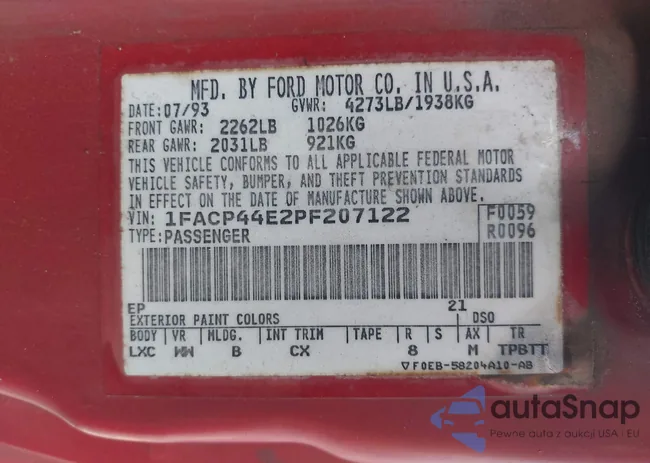 MFD. BY FORD MOTOR CO. IN U.S.A.
DATE: 07/93 GVWR: 4273LB/1938KG
FRONT GAWR: 2262LB 1026KG
REAR GAWR: 2031LB 921KG
THIS VEHICLE CONFORMS TO ALL APPLICABLE FEDERAL MOTOR
VEHICLE SAFETY, BUMPER, AND THEFT PREVENTION STANDARDS
IN EFFECT ON THE DATE OF MANUFACTURE SHOWN ABOVE.
VIN: 1FACP44E2PF207122 F0059
TYPE: PASSENGER R0096
EP 21
EXTERIOR PAINT COLORS DSO
BODY VR MLDG. INT TRIM TAPE R S AX TR
LXC WW B CX 8 M TPBTT
▽F0EB-58204A10-AB
autaSnap
Pewne auta z aukcji USA · EU